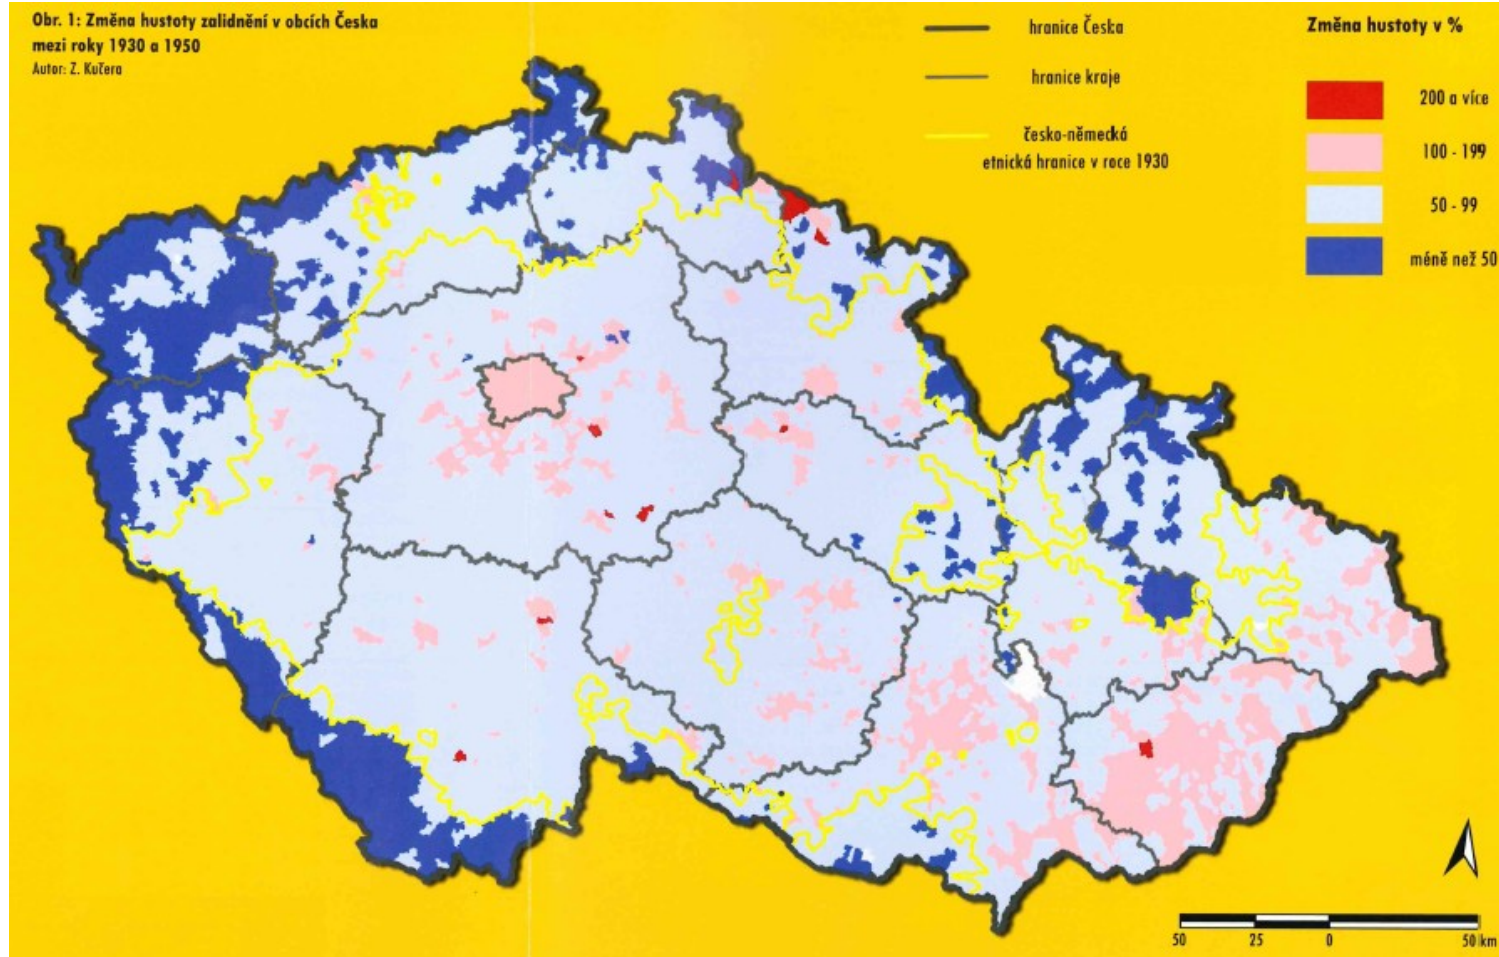 Obr. 1: Změna hustoty zalidnění v obcích Česka
mezi roky 1930 a 1950
Autor: Z. Kučera
hranice Česka
hranice kraje
česko-německá
etnická hranice v roce 1930
Změna hustoty v %
200 a více
100 - 199
50 - 99
méně než 50
50 25 0 50 km